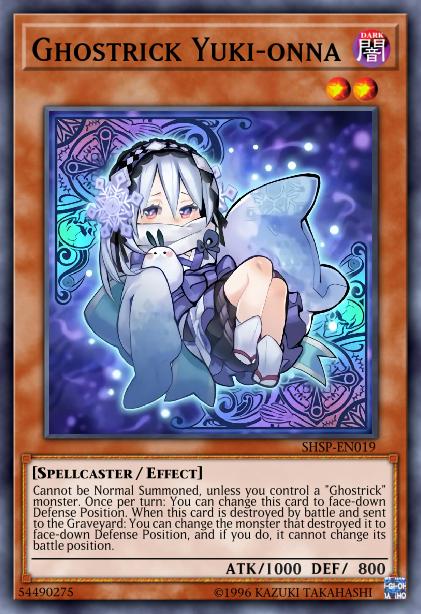 Ghostrick Yuki-onna
DARK
闇
SHSP-EN019
[Spellcaster / Effect]
Cannot be Normal Summoned, unless you control a "Ghostrick"
monster. Once per turn: You can change this card to face-down
Defense Position. When this card is destroyed by battle and sent
to the Graveyard: You can change the monster that destroyed it to
face-down Defense Position, and if you do, it cannot change its
battle position.
ATK/1000 DEF/ 800
54490275
©1996 KAZUKI TAKAHASHI